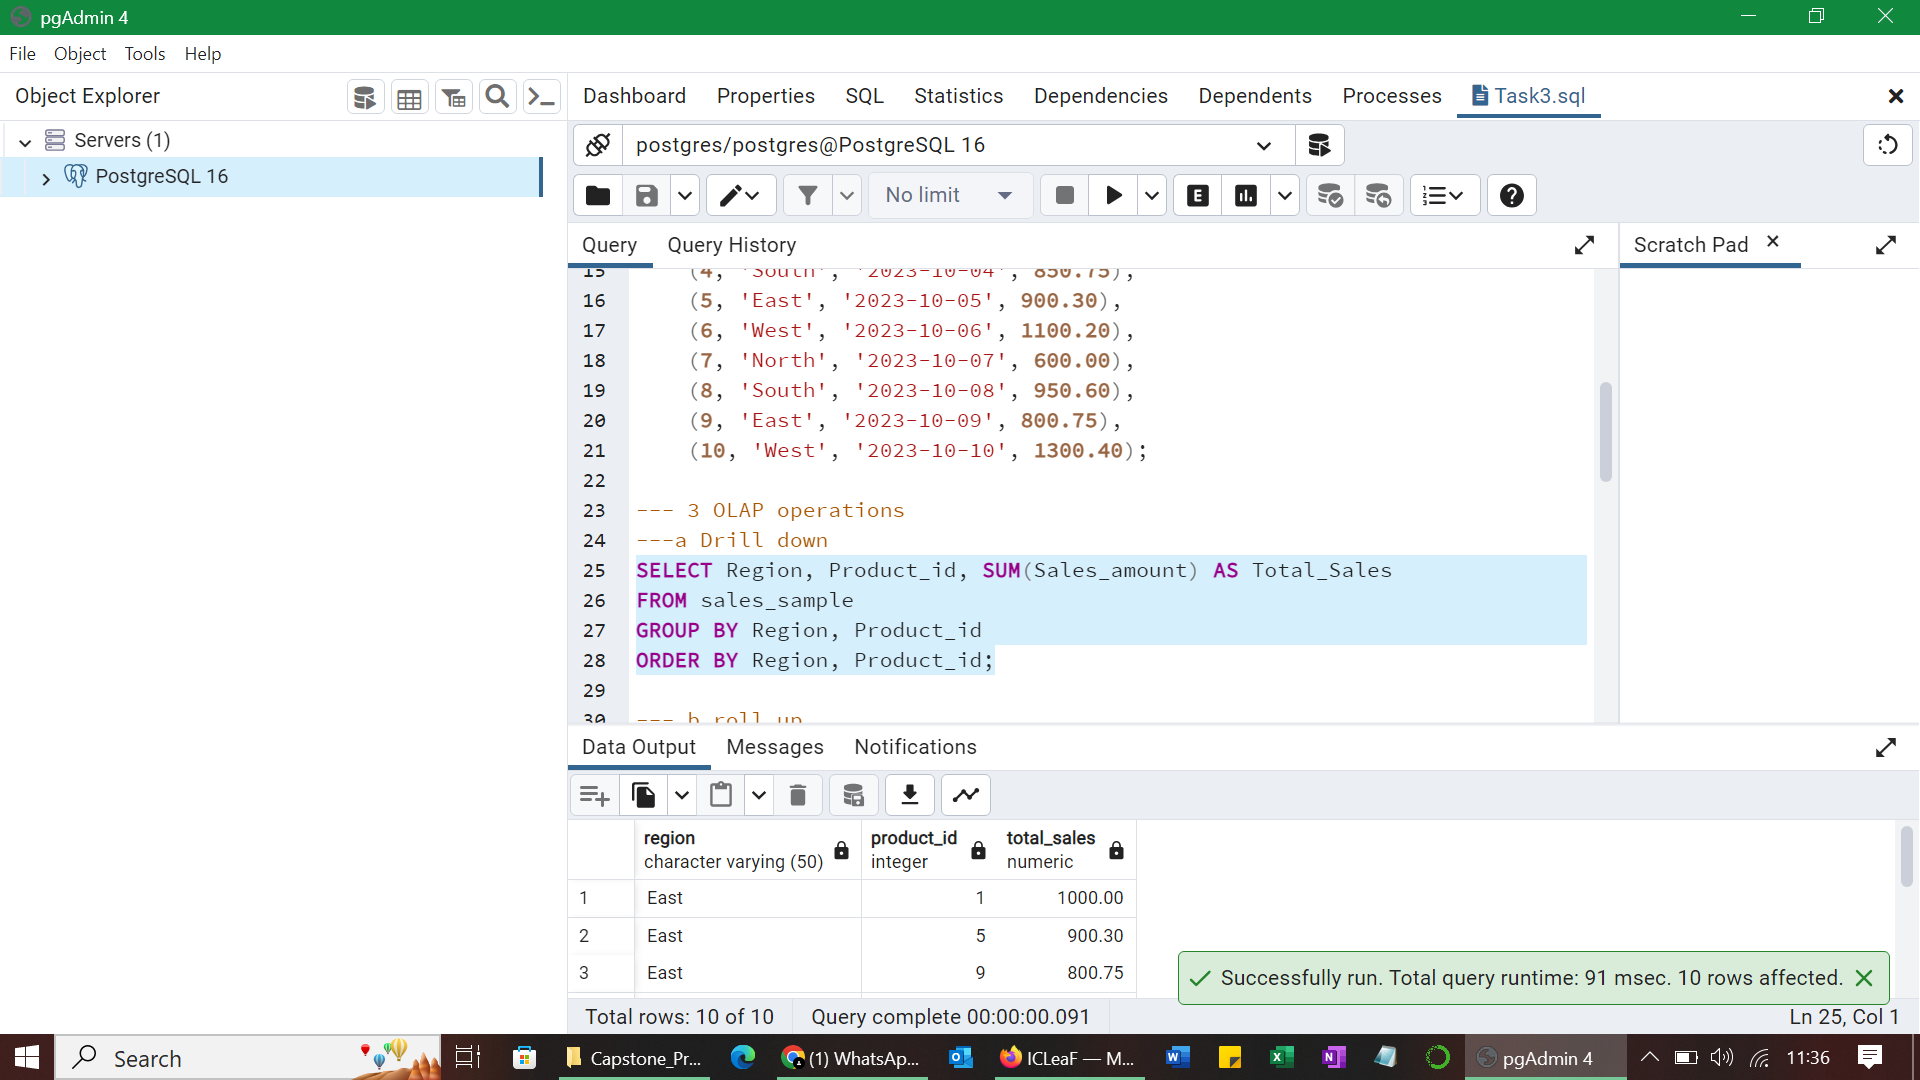 pgAdmin 4
File Object Tools Help
Object Explorer
Dashboard Properties SQL Statistics Dependencies Dependents Processes Task3.sql
Servers (1)
PostgreSQL 16
postgres/postgres@PostgreSQL 16
No limit
E
Query Query History
Scratch Pad
15 (4, 'South', '2023-10-04', 850.75),
16 (5, 'East', '2023-10-05', 900.30),
17 (6, 'West', '2023-10-06', 1100.20),
18 (7, 'North', '2023-10-07', 600.00),
19 (8, 'South', '2023-10-08', 950.60),
20 (9, 'East', '2023-10-09', 800.75),
21 (10, 'West', '2023-10-10', 1300.40);
22
23 --- 3 OLAP operations
24 ---a Drill down
25 SELECT Region, Product_id, SUM(Sales_amount) AS Total_Sales
26 FROM sales_sample
27 GROUP BY Region, Product_id
28 ORDER BY Region, Product_id;
29
30 --- b roll up
Data Output Messages Notifications
region product_id total_sales
character varying (50) integer numeric
1 East 1 1000.00
2 East 5 900.30
3 East 9 800.75
Successfully run. Total query runtime: 91 msec. 10 rows affected.
Total rows: 10 of 10 Query complete 00:00:00.091 Ln 25, Col 1
Search Capstone_Pr... (1) WhatsAp... ICLeaF — M... pgAdmin 4 11:36